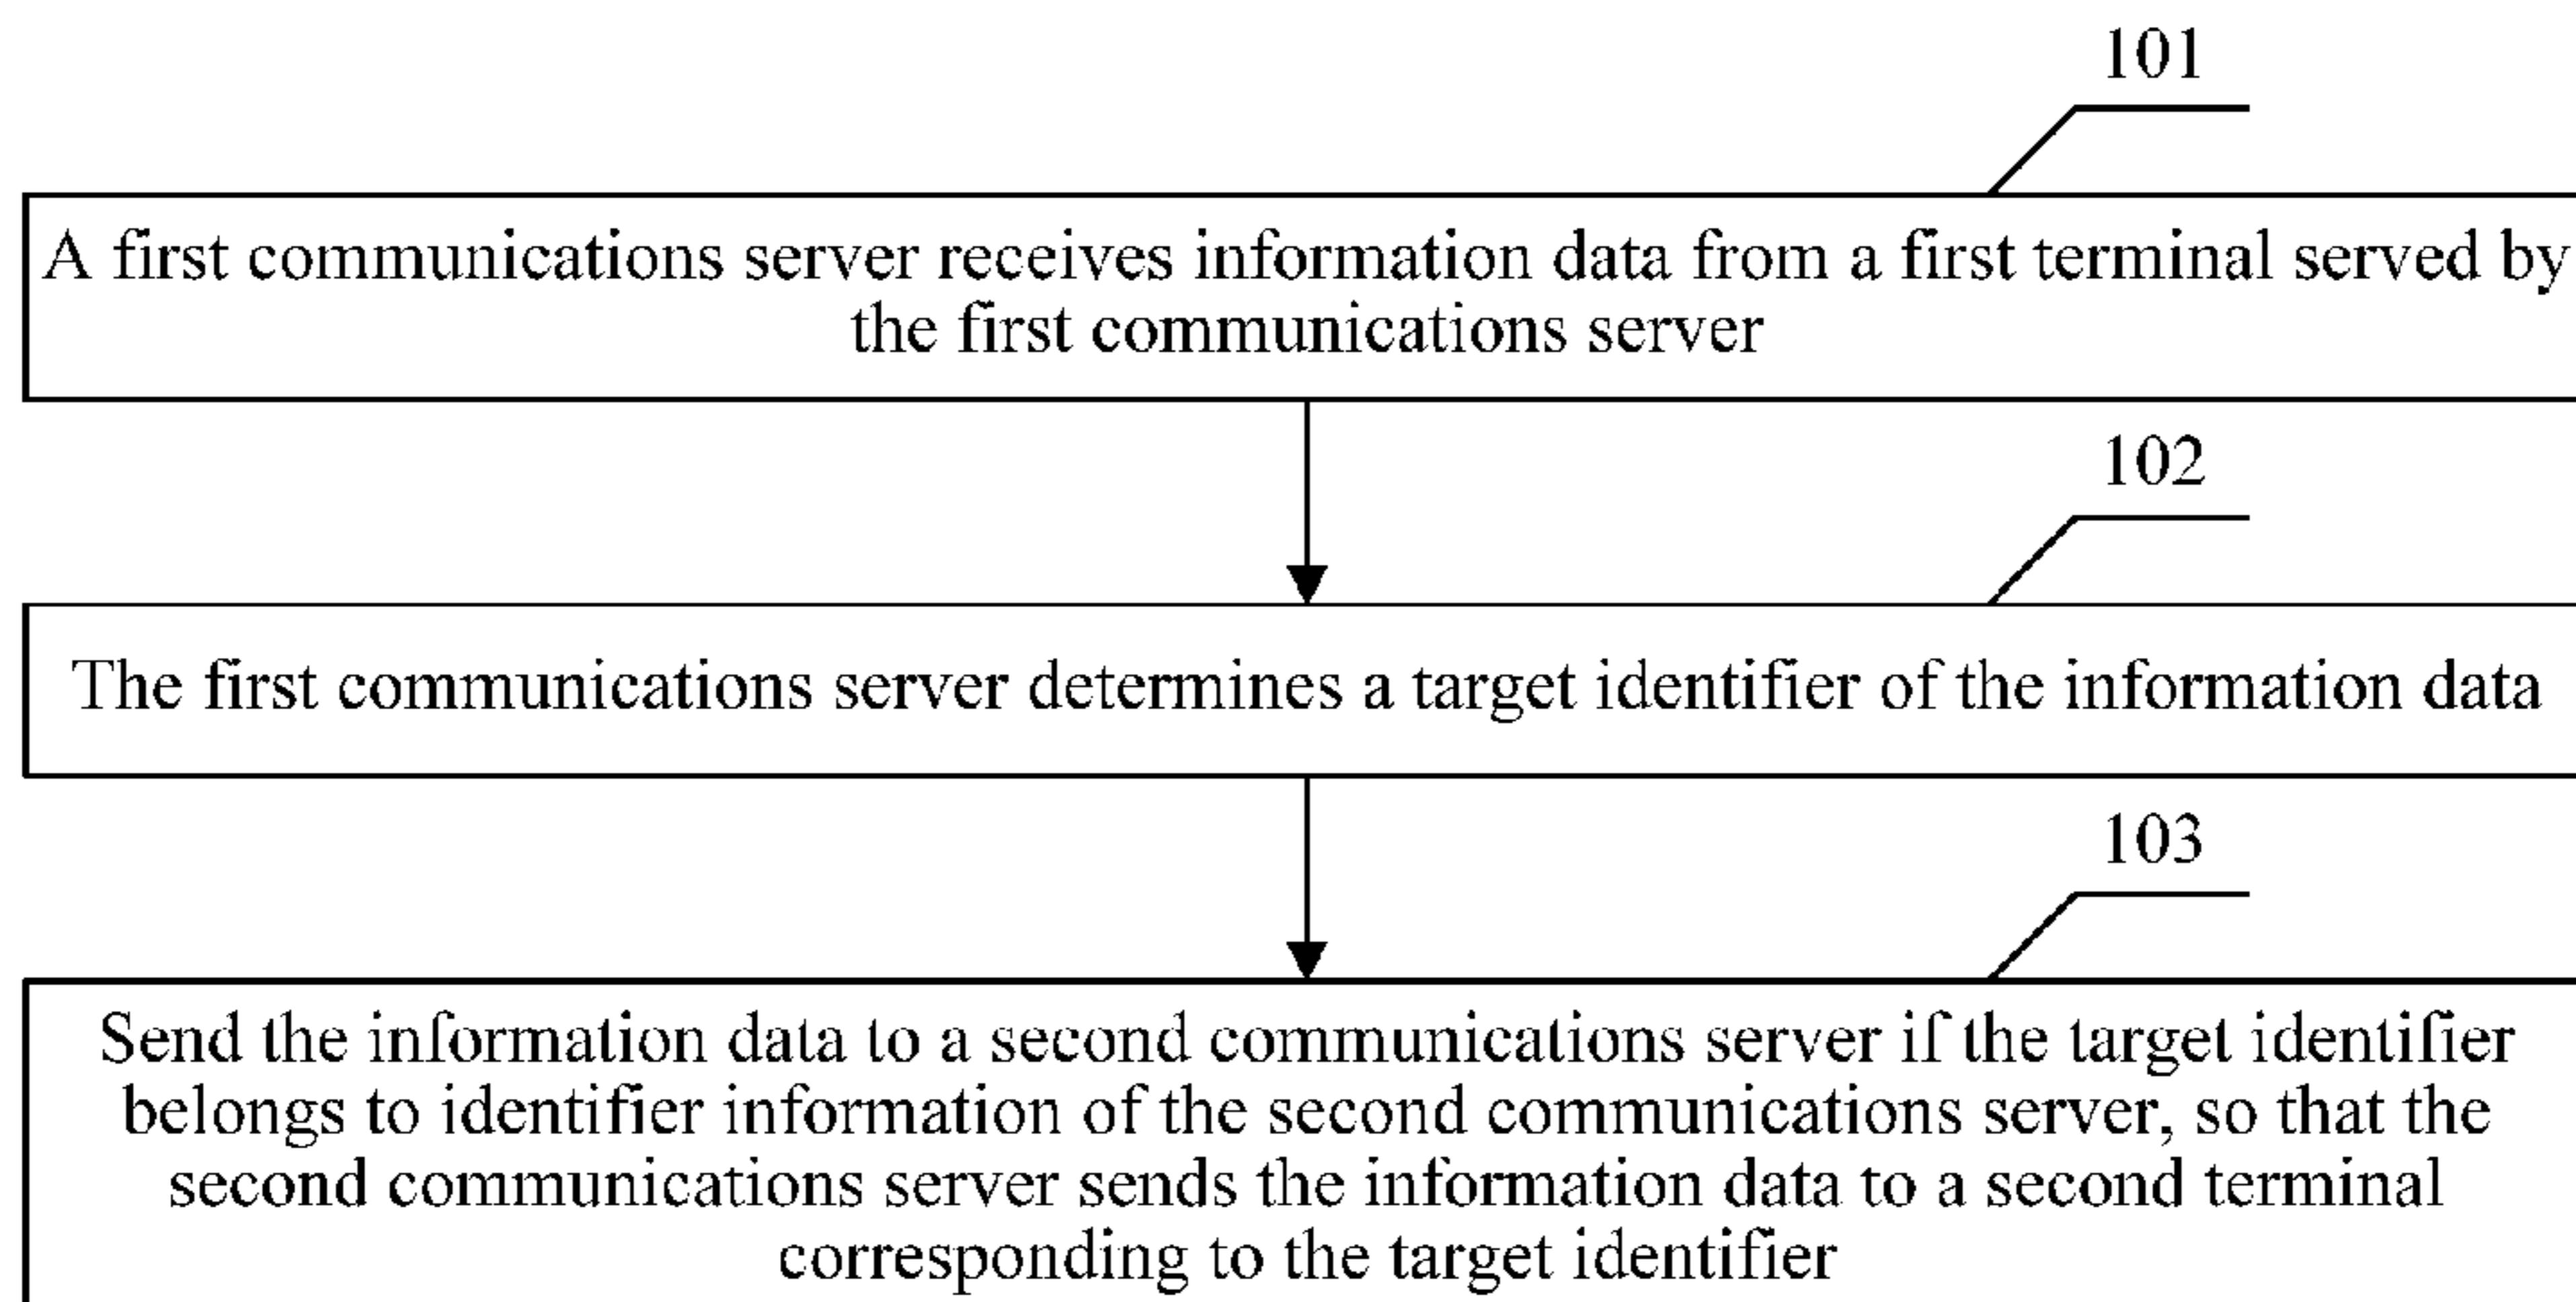 101
A first communications server receives information data from a first terminal served by
the first communications server
102
The first communications server determines a target identifier of the information data
103
Send the information data to a second communications server if the target identifier
belongs to identifier information of the second communications server, so that the
second communications server sends the information data to a second terminal
corresponding to the target identifier